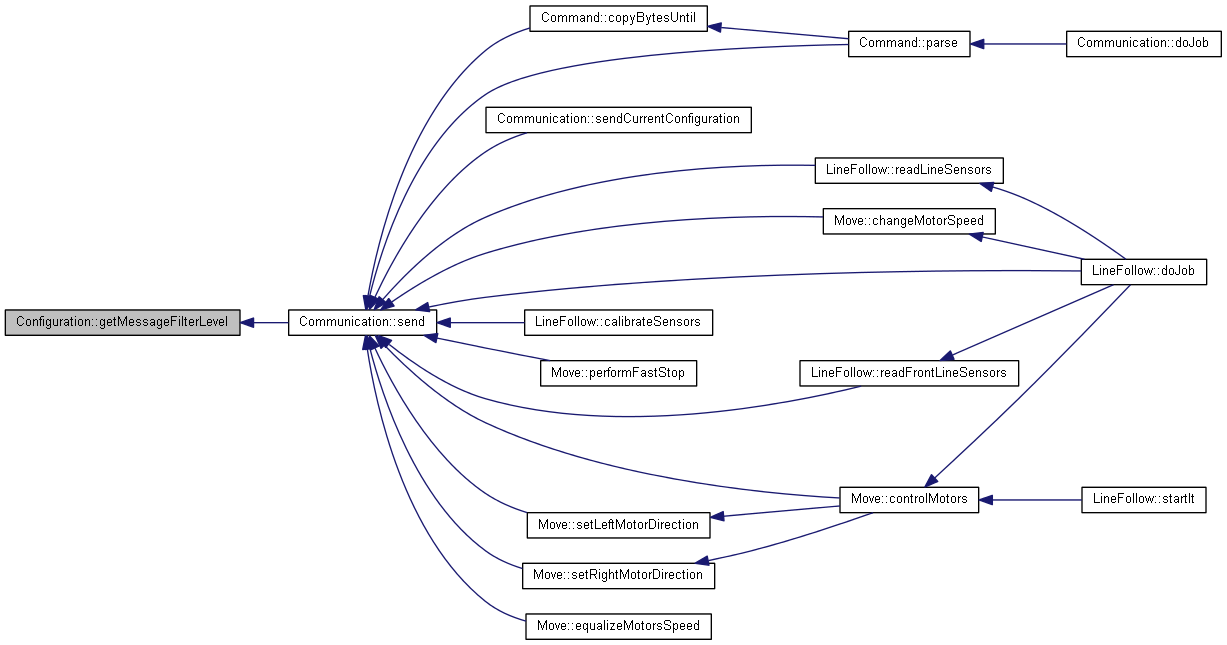 Command::copyBytesUntil
Command::parse
Communication::doJob
Communication::sendCurrentConfiguration
LineFollow::readLineSensors
Move::changeMotorSpeed
LineFollow::doJob
Configuration::getMessageFilterLevel
Communication::send
LineFollow::calibrateSensors
Move::performFastStop
LineFollow::readFrontLineSensors
Move::controlMotors
LineFollow::startIt
Move::setLeftMotorDirection
Move::setRightMotorDirection
Move::equalizeMotorsSpeed